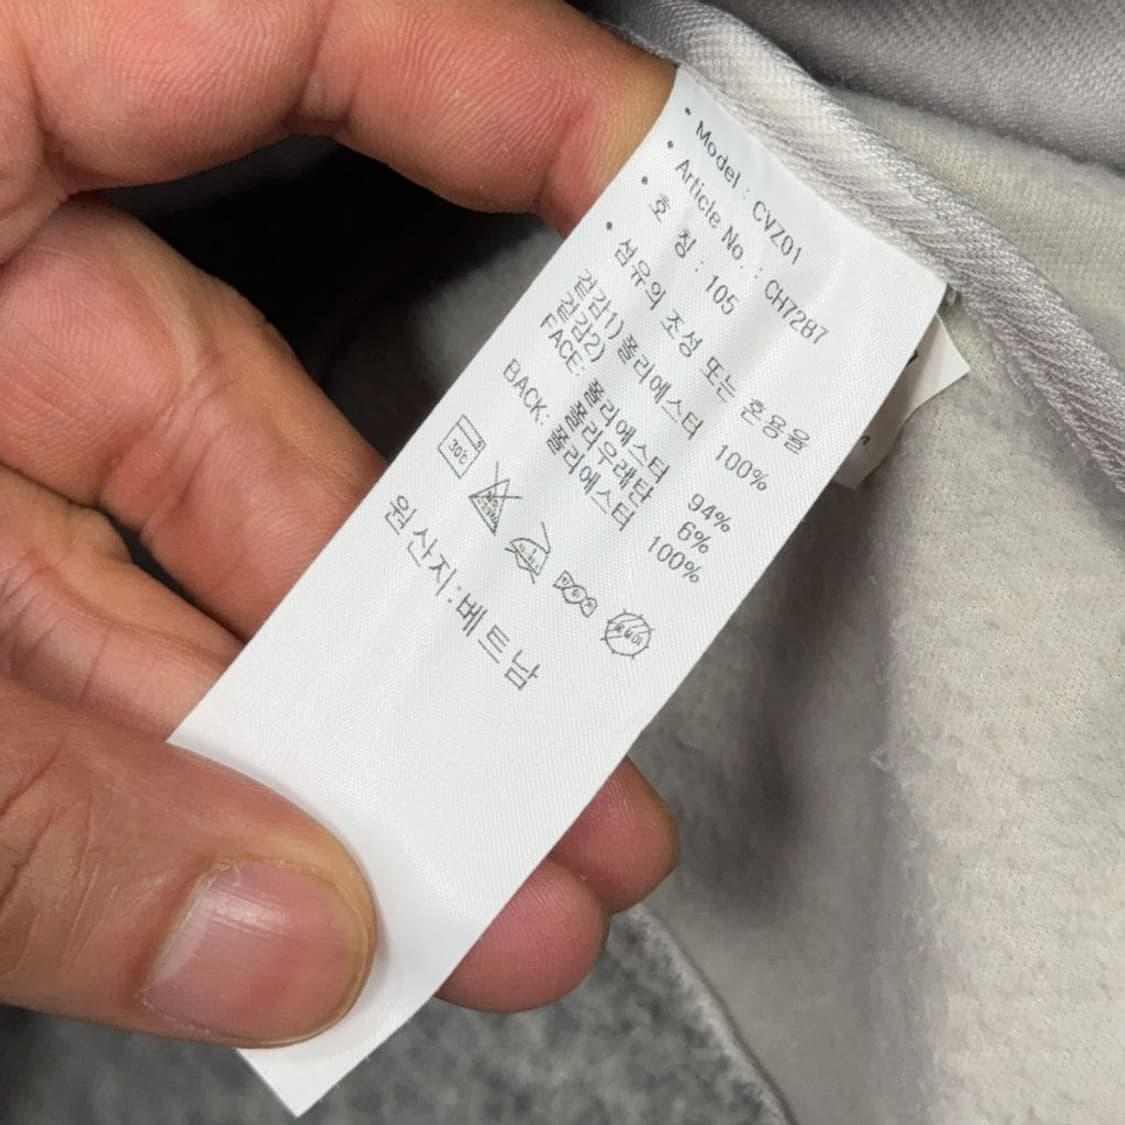 • Model : CVZ01
• Article No. : CH7287
• 호 칭 : 105
• 섬유의 조성 또는 혼용율
겉감1) 폴리에스터 100%
겉감2)
FACE: 폴리에스터 94%
폴리우레탄 6%
BACK: 폴리에스터 100%
30℃
원산지:베트남